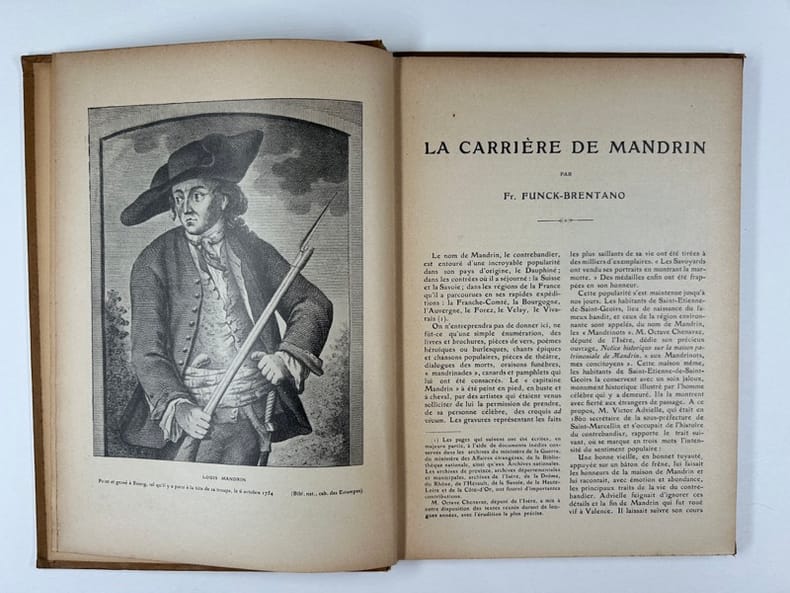 LOUIS MANDRIN
Peint et gravé à Bourg, tel qu'il y a paru à la tête de sa troupe, le 6 octobre 1754
(Bibl. nat., cab. des Estampes)
LA CARRIÈRE DE MANDRIN
PAR
Fr. FUNCK-BRENTANO
Le nom de Mandrin, le contrebandier,
est entouré d'une incroyable popularité
dans son pays d'origine, le Dauphiné;
dans les contrées où il a séjourné : la Suisse
et la Savoie; dans les régions de la France
qu'il a parcourues en ses rapides expédi-
tions : la Franche-Comté, la Bourgogne,
l'Auvergne, le Forez, le Velay, le Viva-
rais (1).
On n'entreprendra pas de donner ici, ne
fût-ce qu'une simple énumération, des
livres et brochures, pièces de vers, poèmes
héroïques ou burlesques, chants épiques
et chansons populaires, pièces de théâtre,
dialogues des morts, oraisons funèbres,
« mandrinades », canards et pamphlets qui
lui ont été consacrés. Le « capitaine
Mandrin » a été peint en pied, en buste et
à cheval, par des artistes qui étaient venus
solliciter de lui la permission de prendre,
de sa personne célèbre, des croquis ad
vivum. Les gravures représentant les faits
1) Les pages qui suivent ont été écrites, en
majeure partie, à l'aide de documents inédits con-
servés dans les archives du ministère de la Guerre,
du ministère des Affaires étrangères, de la Biblio-
thèque nationale, ainsi qu'aux Archives nationales.
Les archives et bibliothèques départementales
et municipales, archives de l'Isère, de la Drôme,
du Rhône, de l'Hérault, de la Savoie, de la Haute-
Loire et de la Côte-d'Or, ont fourni d'importantes
contributions.
M. Octave Chenavaz, député de l'Isère, a mis à
notre disposition des textes réunis durant de lon-
gues années, avec l'érudition la plus précise.
les plus saillants de sa vie ont été tirées à
des milliers d'exemplaires. « Les Savoyards
ont vendu ses portraits en montrant la mar-
motte. » Des médailles enfin ont été frap-
pées en son honneur.
Cette popularité s'est maintenue jusqu'à
nos jours. Les habitants de Saint-Etienne-
de-Saint-Geoirs, lieu de naissance du fa-
meux bandit, et ceux de la région environ-
nante sont appelés, du nom de Mandrin,
les « Mandrinots ». M. Octave Chenavaz,
député de l'Isère, dédie son précieux
ouvrage, Notice historique sur la maison pa-
trimoniale de Mandrin, « aux Mandrinots,
mes concitoyens ». Cette maison même,
les habitants de Saint-Etienne-de-Saint-
Geoirs la conservent avec un soin jaloux,
monument historique illustré par l'homme
célèbre qui y a demeuré. Ils la montrent
avec fierté aux étrangers de passage. A ce
propos, M. Victor Advielle, qui était en
1860 secrétaire de la sous-préfecture de
Saint-Marcellin et s'occupait de l'histoire
du contrebandier, rapporte le trait sui-
vant, où se marque en trois mots l'inten-
sité du sentiment populaire :
Une bonne vieille, en bonnet tuyauté,
appuyée sur un bâton de frêne, lui faisait
les honneurs de la maison de Mandrin et
lui racontait, avec émotion et abondance,
les principaux traits de la vie du contre-
bandier. Advielle feignait d'ignorer ces
détails et la fin de Mandrin qui fut roué
vif à Valence. Il laissait suivre son cours